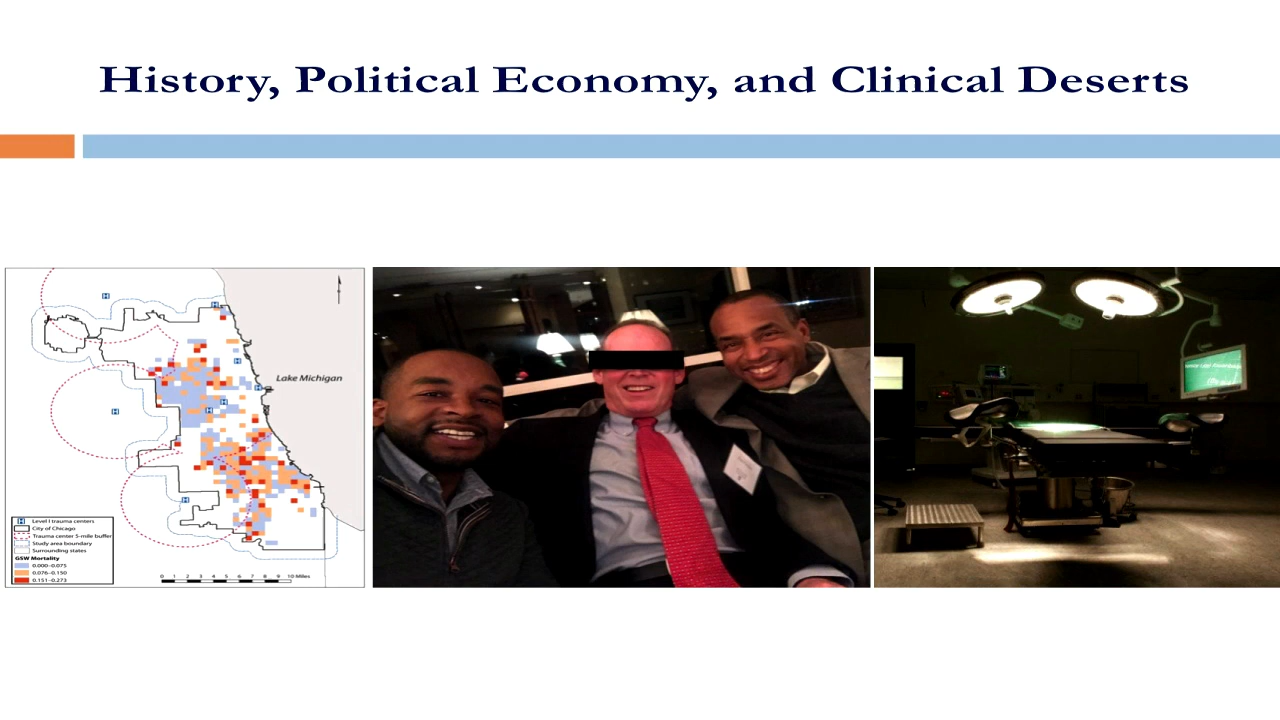 History, Political Economy, and Clinical Deserts
Lake Michigan
H
H
H
H
H
H
H
H
H Level I trauma centers
City of Chicago
Trauma center 5-mile buffer
Study area boundary
Surrounding states
GSW Mortality
0.000–0.075
0.076–0.150
0.151–0.273
0 1 2 3 4 5 6 7 8 9 10 Miles